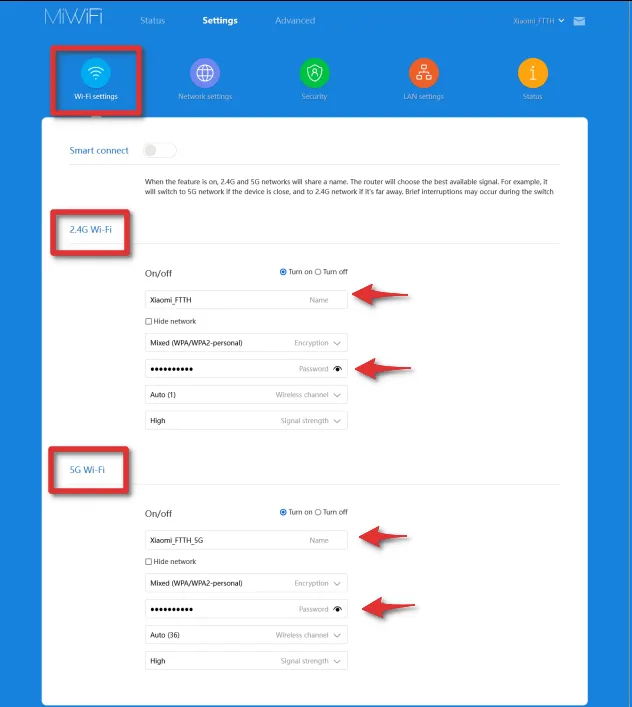 MiWiFi Status Settings Advanced Xiaomi_FTTH
Wi-Fi settings Network settings Security LAN settings Status
Smart connect
When the feature is on, 2.4G and 5G networks will share a name. The router will choose the best available signal. For example, it
will switch to 5G network if the device is close, and to 2.4G network if it's far away. Brief interruptions may occur during the switch
2.4G Wi-Fi
On/off Turn on Turn off
Xiaomi_FTTH Name
Hide network
Mixed (WPA/WPA2-personal) Encryption
•••••••••• Password
Auto (1) Wireless channel
High Signal strength
5G Wi-Fi
On/off Turn on Turn off
Xiaomi_FTTH_5G Name
Hide network
Mixed (WPA/WPA2-personal) Encryption
•••••••••• Password
Auto (36) Wireless channel
High Signal strength